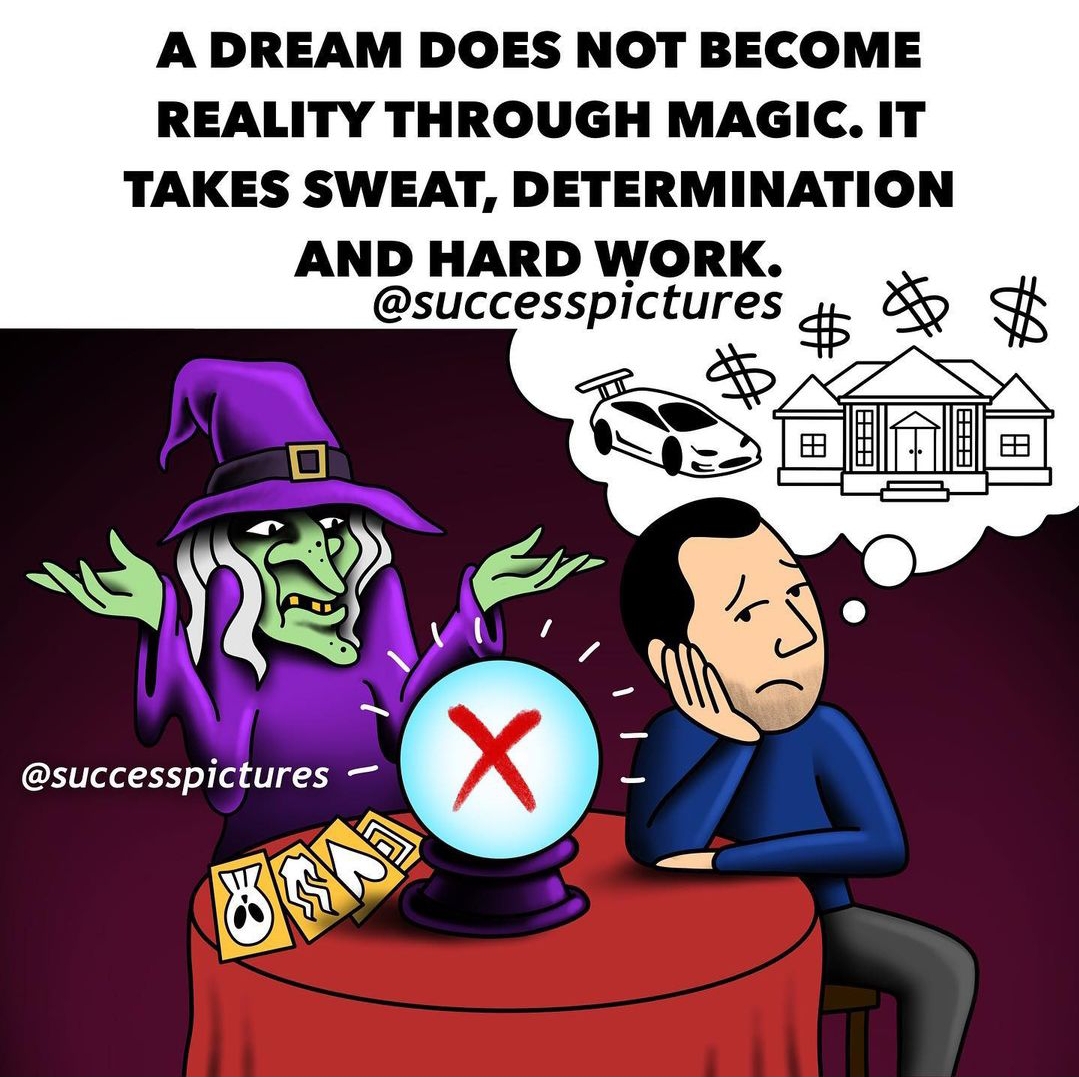 A DREAM DOES NOT BECOME
REALITY THROUGH MAGIC. IT
TAKES SWEAT, DETERMINATION
AND HARD WORK.
@successpictures
$ $ $ $
@successpictures